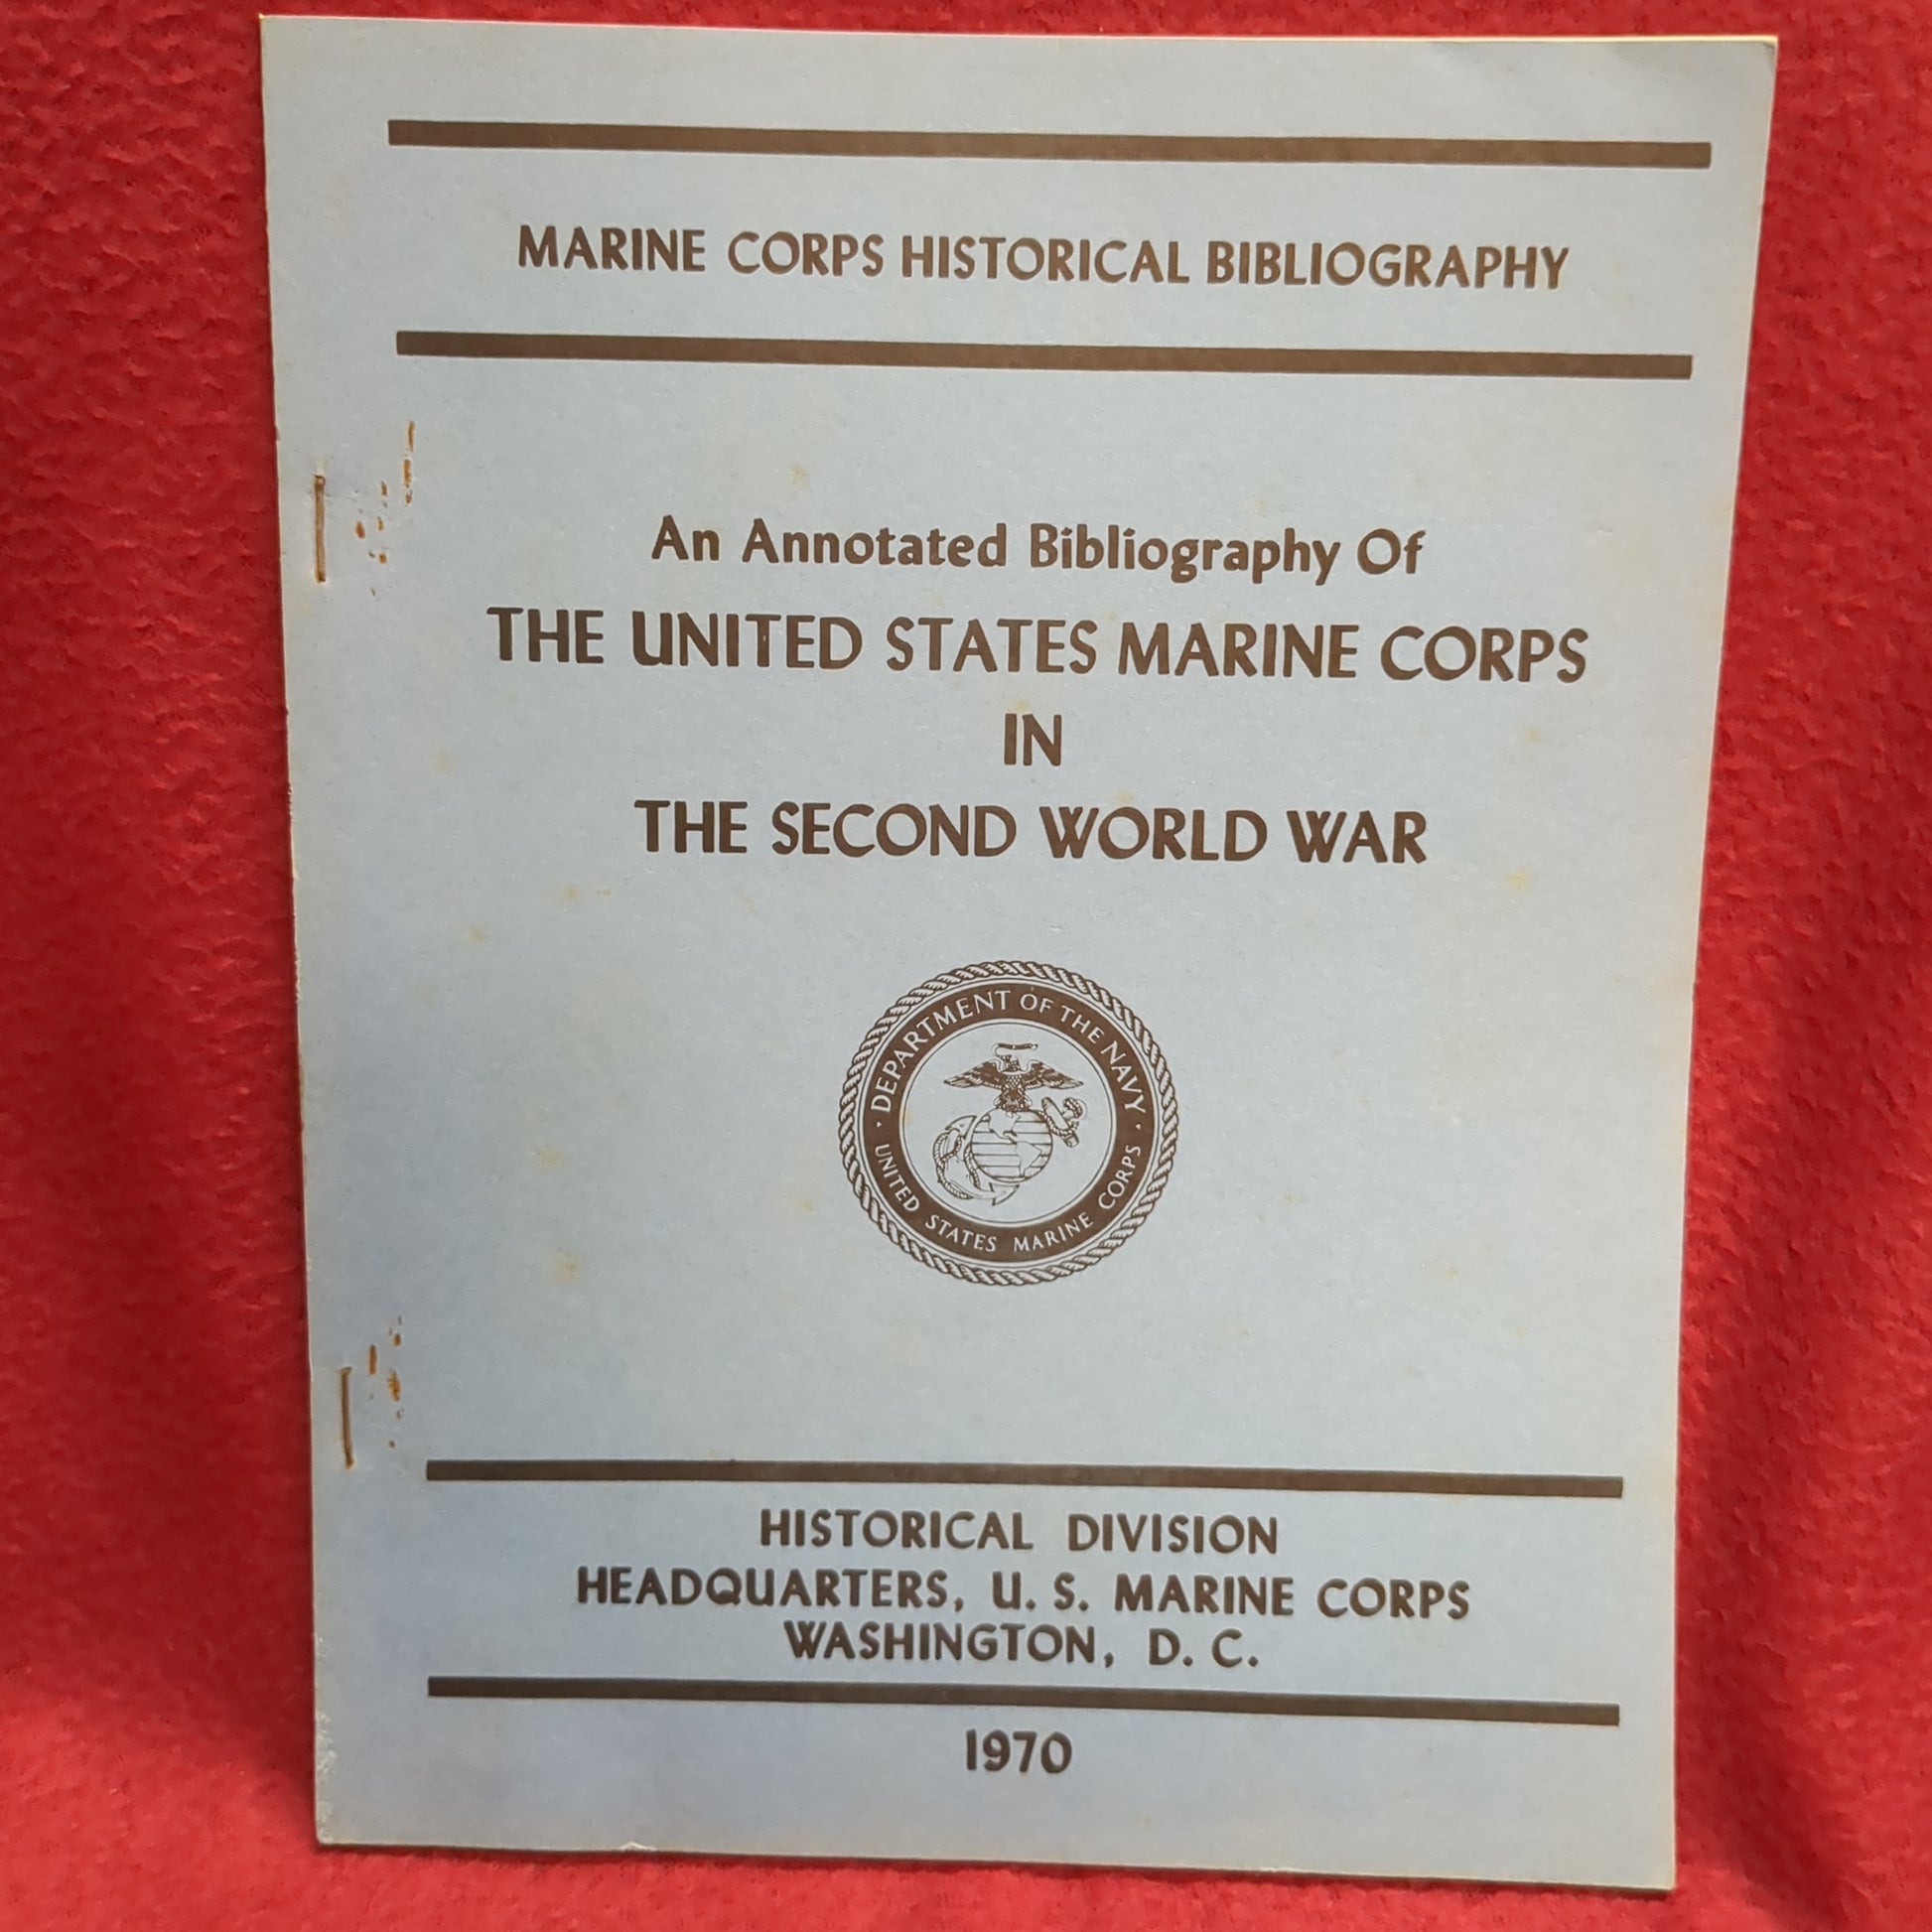 MARINE CORPS HISTORICAL BIBLIOGRAPHY
An Annotated Bibliography Of
THE UNITED STATES MARINE CORPS
IN
THE SECOND WORLD WAR
DEPARTMENT OF THE NAVY
UNITED STATES MARINE CORPS
HISTORICAL DIVISION
HEADQUARTERS, U. S. MARINE CORPS
WASHINGTON, D. C.
1970